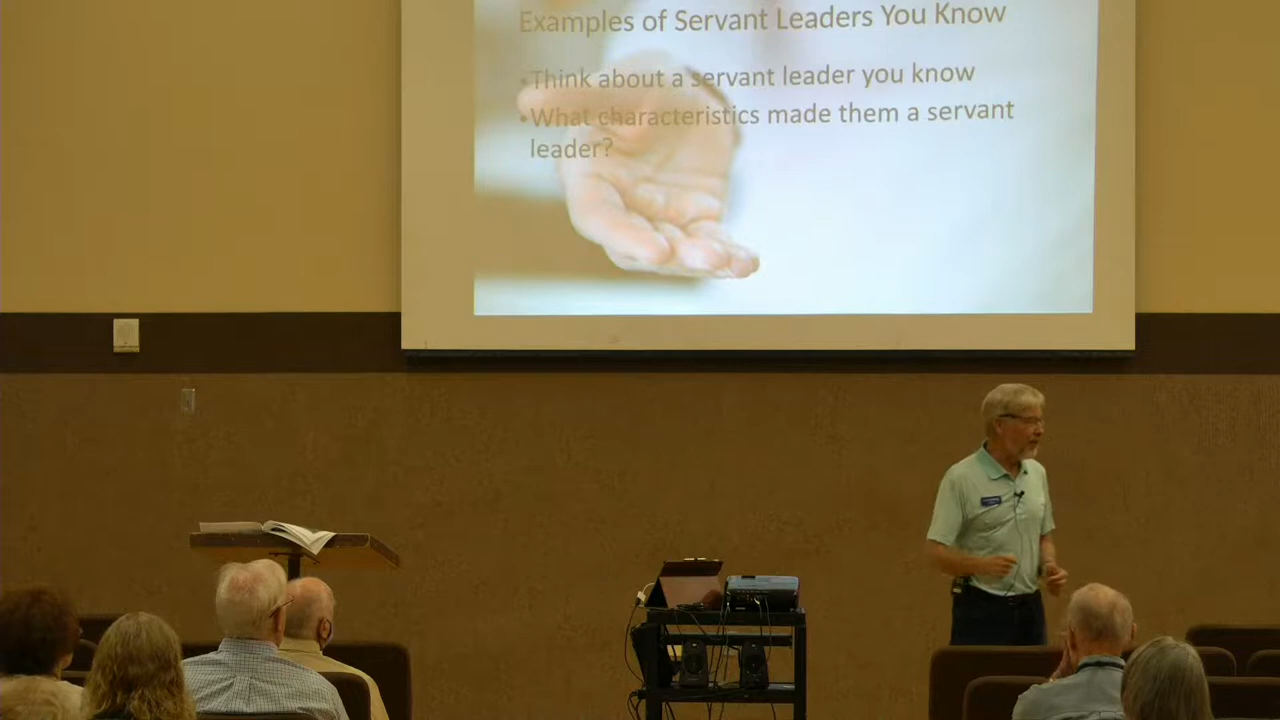 Examples of Servant Leaders You Know
•Think about a servant leader you know
•What characteristics made them a servant
leader?